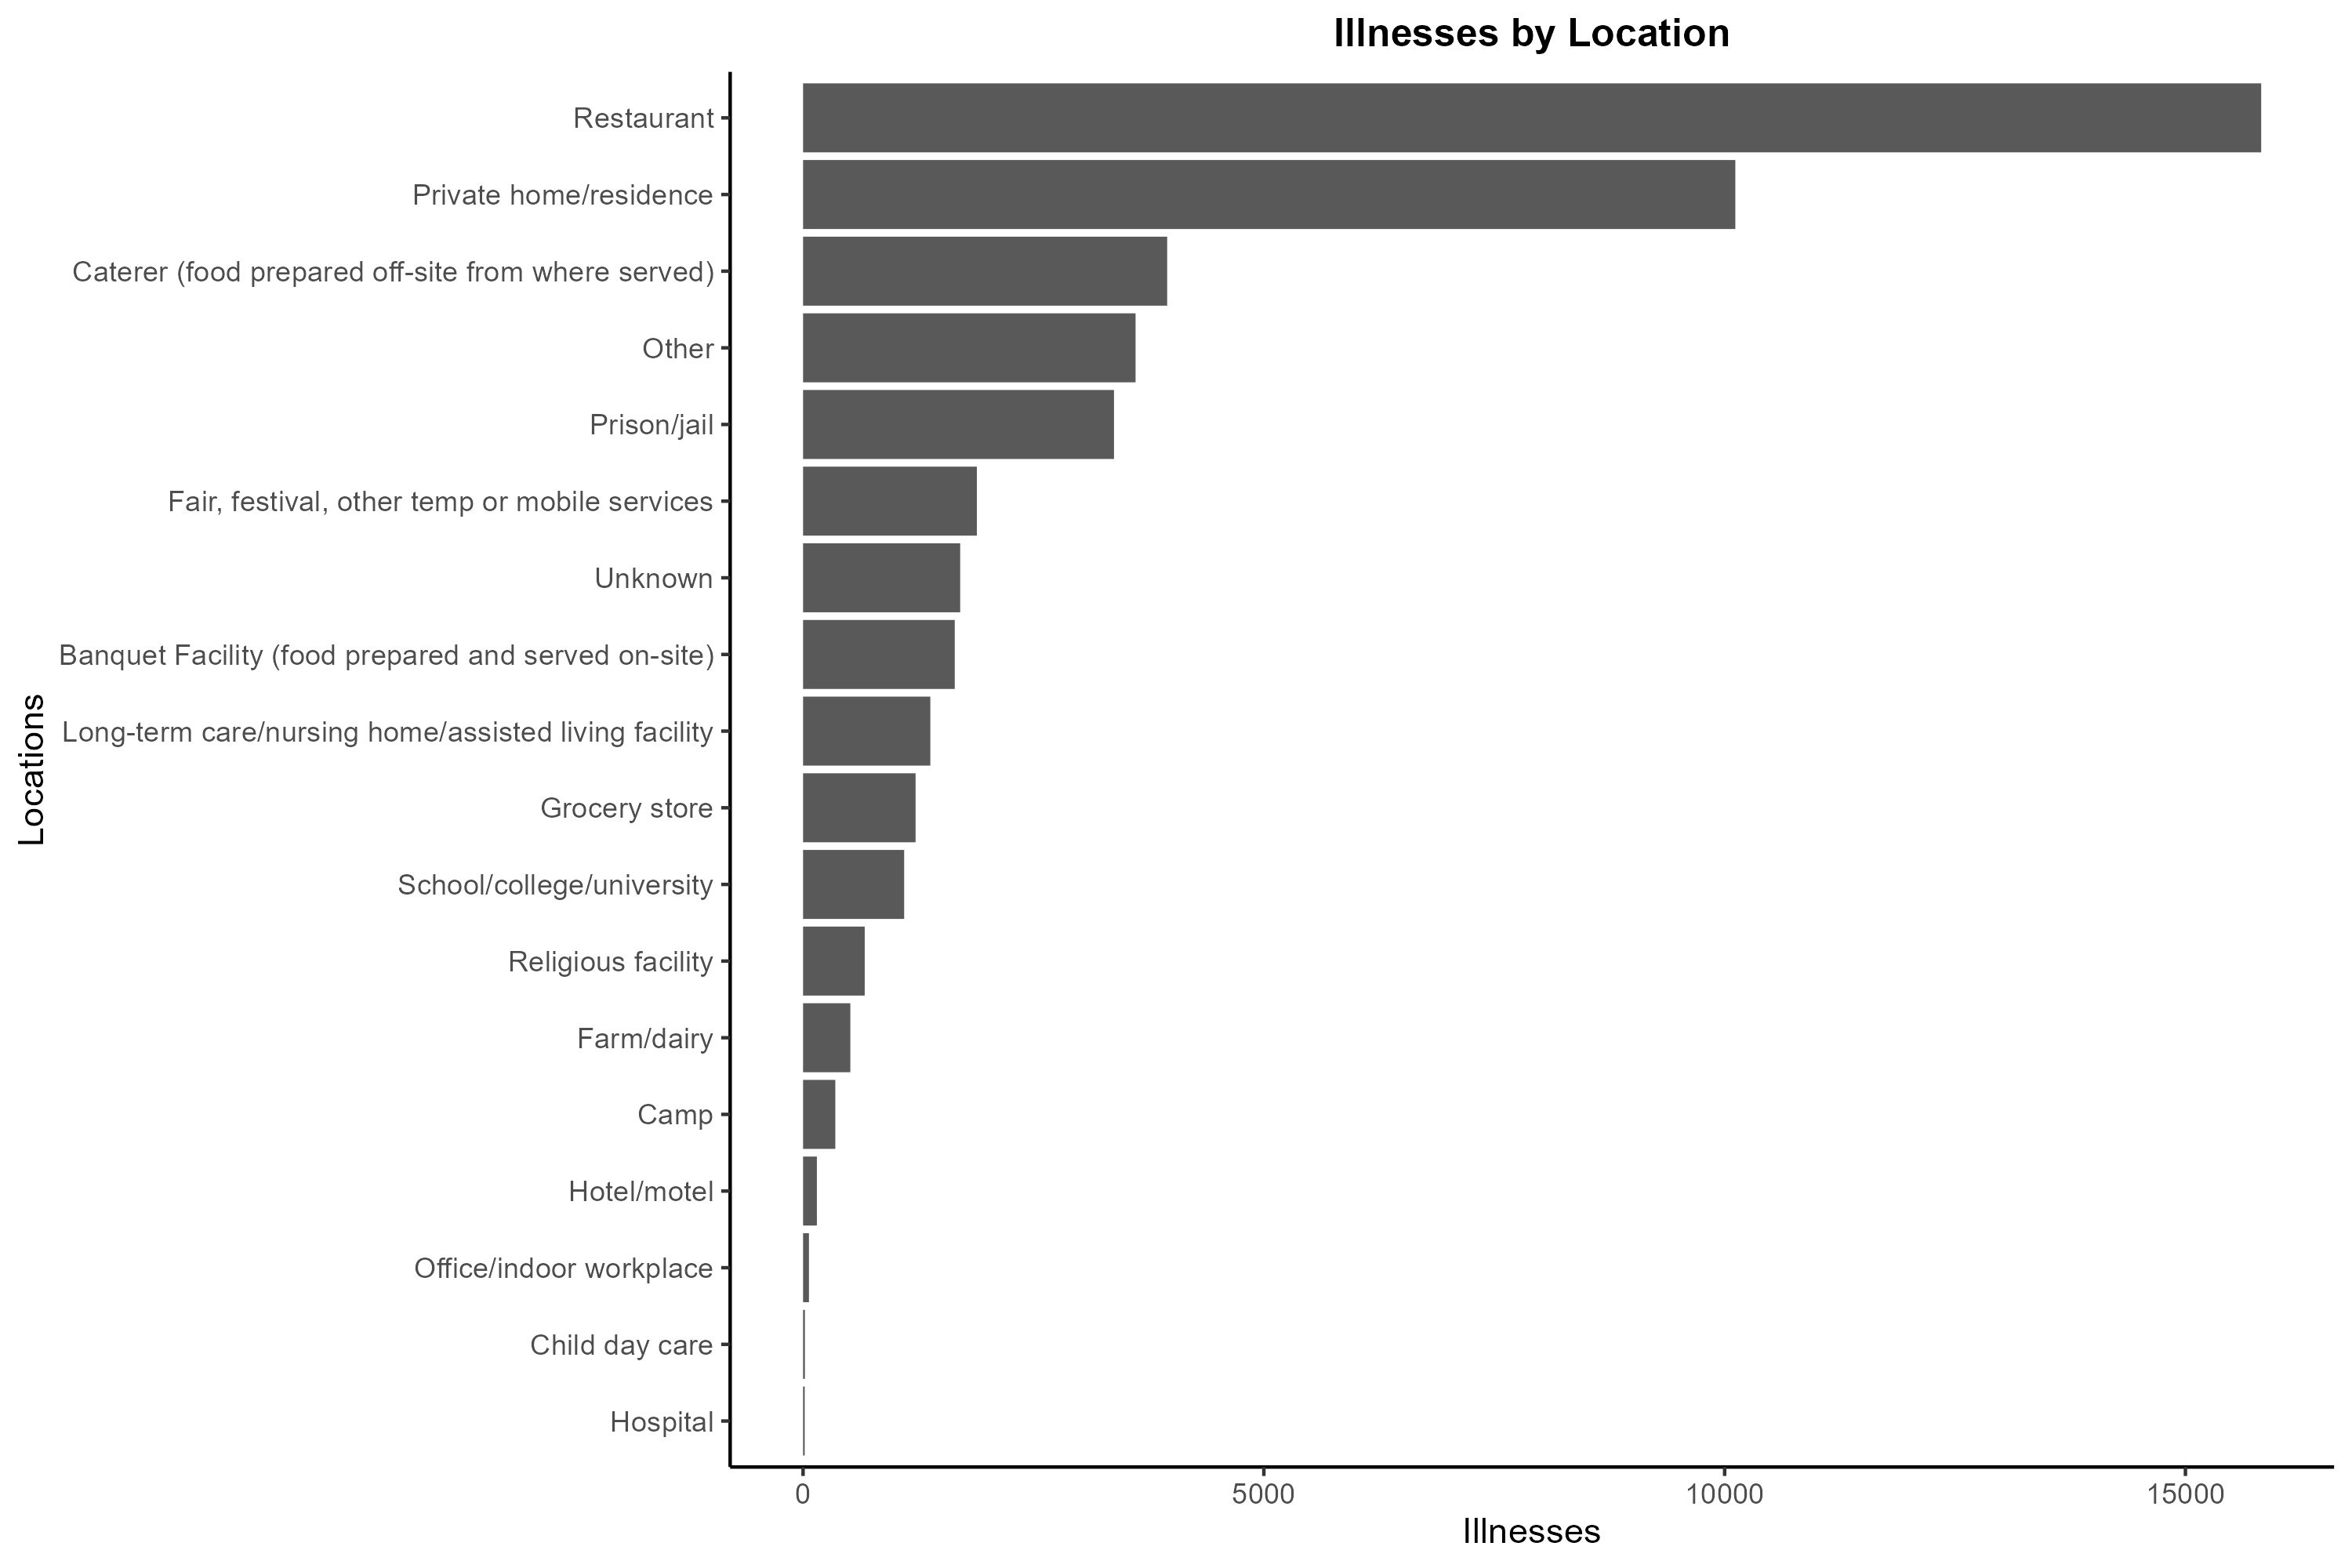 Illnesses by Location
Restaurant
Private home/residence
Caterer (food prepared off-site from where served)
Other
Prison/jail
Fair, festival, other temp or mobile services
Unknown
Banquet Facility (food prepared and served on-site)
Long-term care/nursing home/assisted living facility
Grocery store
School/college/university
Religious facility
Farm/dairy
Camp
Hotel/motel
Office/indoor workplace
Child day care
Hospital
Locations
0 5000 10000 15000
Illnesses